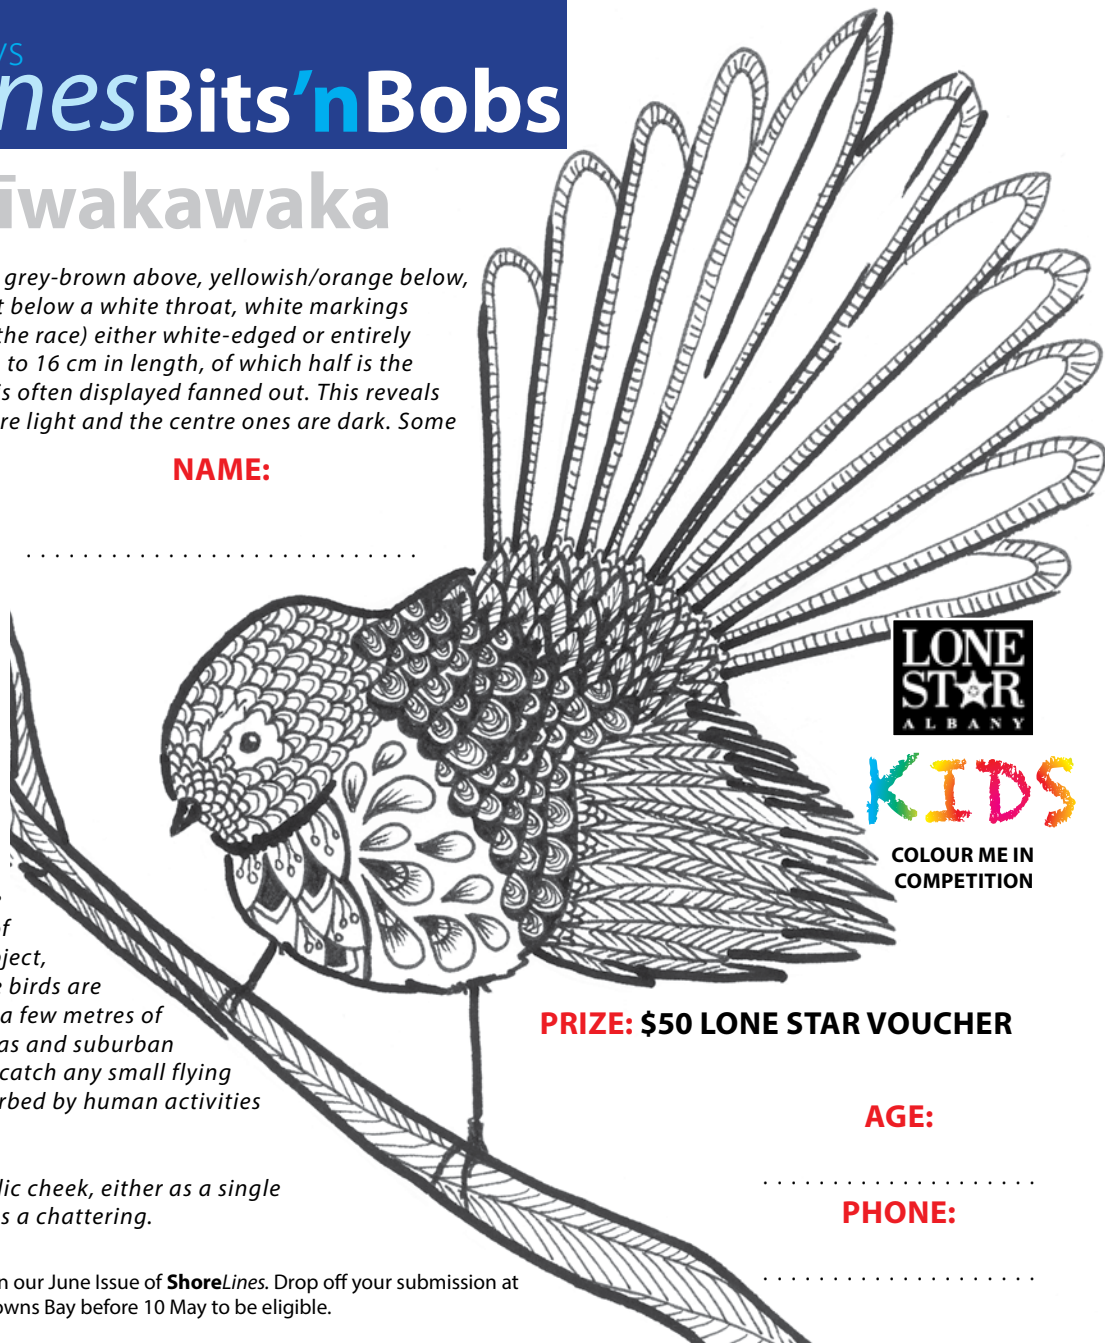 nesBits'nBobs
īwakawaka
grey-brown above, yellowish/orange below,
below a white throat, white markings
the race) either white-edged or entirely
to 16 cm in length, of which half is the
is often displayed fanned out. This reveals
re light and the centre ones are dark. Some
NAME:
LONE
STAR
ALBANY
KIDS
COLOUR ME IN
COMPETITION
of
ject,
birds are
a few metres of
as and suburban
catch any small flying
rbed by human activities
PRIZE: $50 LONE STAR VOUCHER
AGE:
PHONE:
lic cheek, either as a single
s a chattering.
n our June Issue of ShoreLines. Drop off your submission at
owns Bay before 10 May to be eligible.